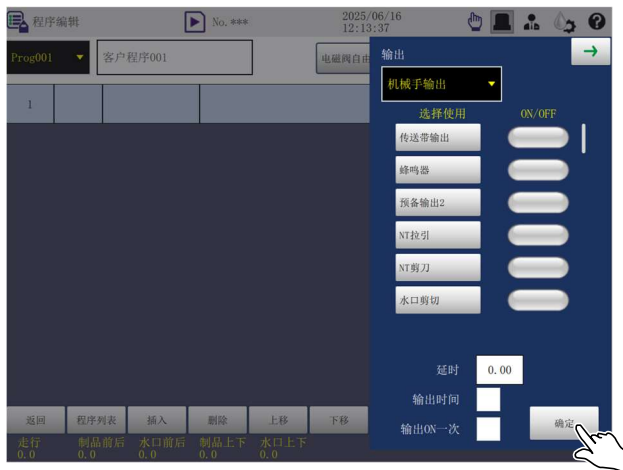 程序编辑
No. ***
2025/06/16
12:13:37
Prog001
客户程序001
电磁阀自由
1
输出
机械手输出
选择使用 ON/OFF
传送带输出
蜂鸣器
预备输出2
NT拉引
NT剪刀
水口剪切
延时 0.00
输出时间
输出ON一次
确定
返回 程序列表 插入 删除 上移 下移
走行 制品前后 水口前后 制品上下 水口上下
0.0 0.0 0.0 0.0 0.0